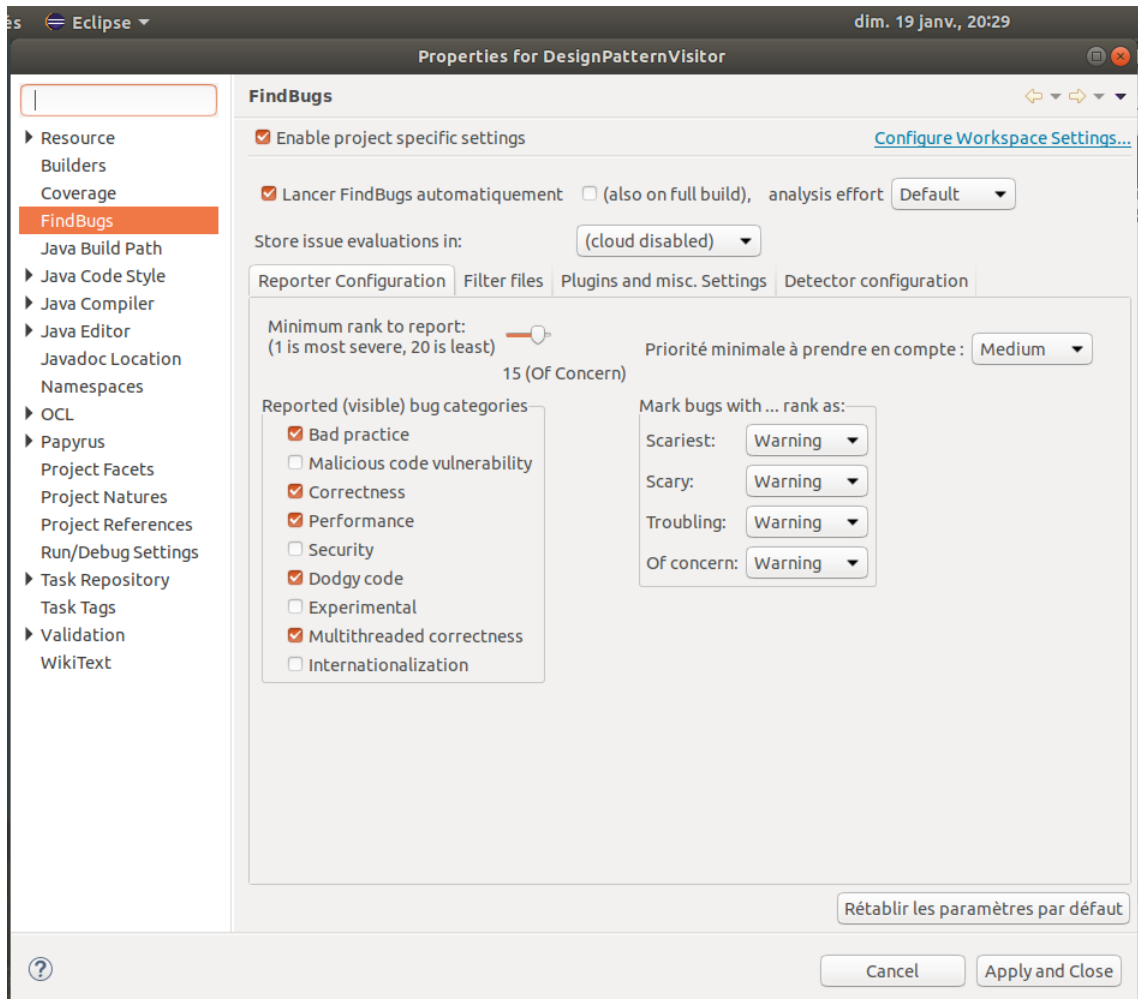 és Eclipse dim. 19 janv., 20:29
Properties for DesignPatternVisitor
FindBugs
Resource
Builders
Coverage
FindBugs
Java Build Path
Java Code Style
Java Compiler
Java Editor
Javadoc Location
Namespaces
OCL
Papyrus
Project Facets
Project Natures
Project References
Run/Debug Settings
Task Repository
Task Tags
Validation
WikiText
Enable project specific settings Configure Workspace Settings...
Lancer FindBugs automatiquement (also on full build), analysis effort Default
Store issue evaluations in: (cloud disabled)
Reporter Configuration Filter files Plugins and misc. Settings Detector configuration
Minimum rank to report:
(1 is most severe, 20 is least)
15 (Of Concern)
Priorité minimale à prendre en compte : Medium
Reported (visible) bug categories
Bad practice
Malicious code vulnerability
Correctness
Performance
Security
Dodgy code
Experimental
Multithreaded correctness
Internationalization
Mark bugs with ... rank as:
Scariest: Warning
Scary: Warning
Troubling: Warning
Of concern: Warning
Rétablir les paramètres par défaut
? Cancel Apply and Close